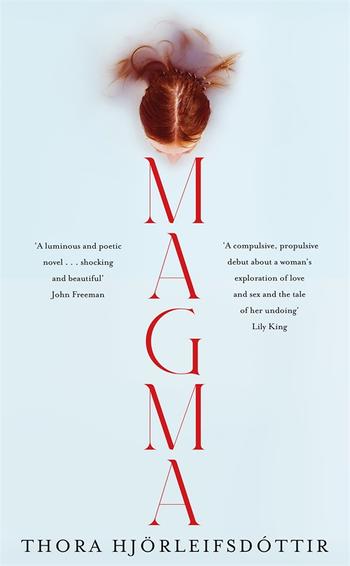 MAGMA
'A luminous and poetic
novel . . . shocking
and beautiful'
John Freeman
'A compulsive, propulsive
debut about a woman's
exploration of love
and sex and the tale
of her undoing'
Lily King
THORA HJÖRLEIFSDÓTTIR